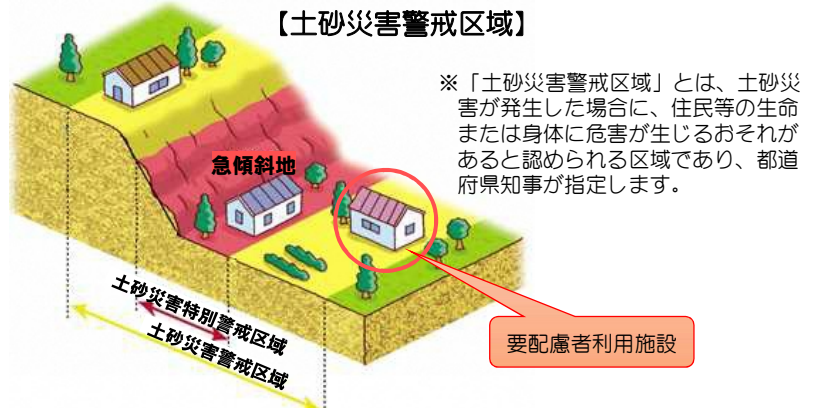 【土砂災害警戒区域】
※「土砂災害警戒区域」とは、土砂災
害が発生した場合に、住民等の生命
または身体に危害が生じるおそれが
あると認められる区域であり、都道
府県知事が指定します。
急傾斜地
土砂災害特別警戒区域
土砂災害警戒区域
要配慮者利用施設